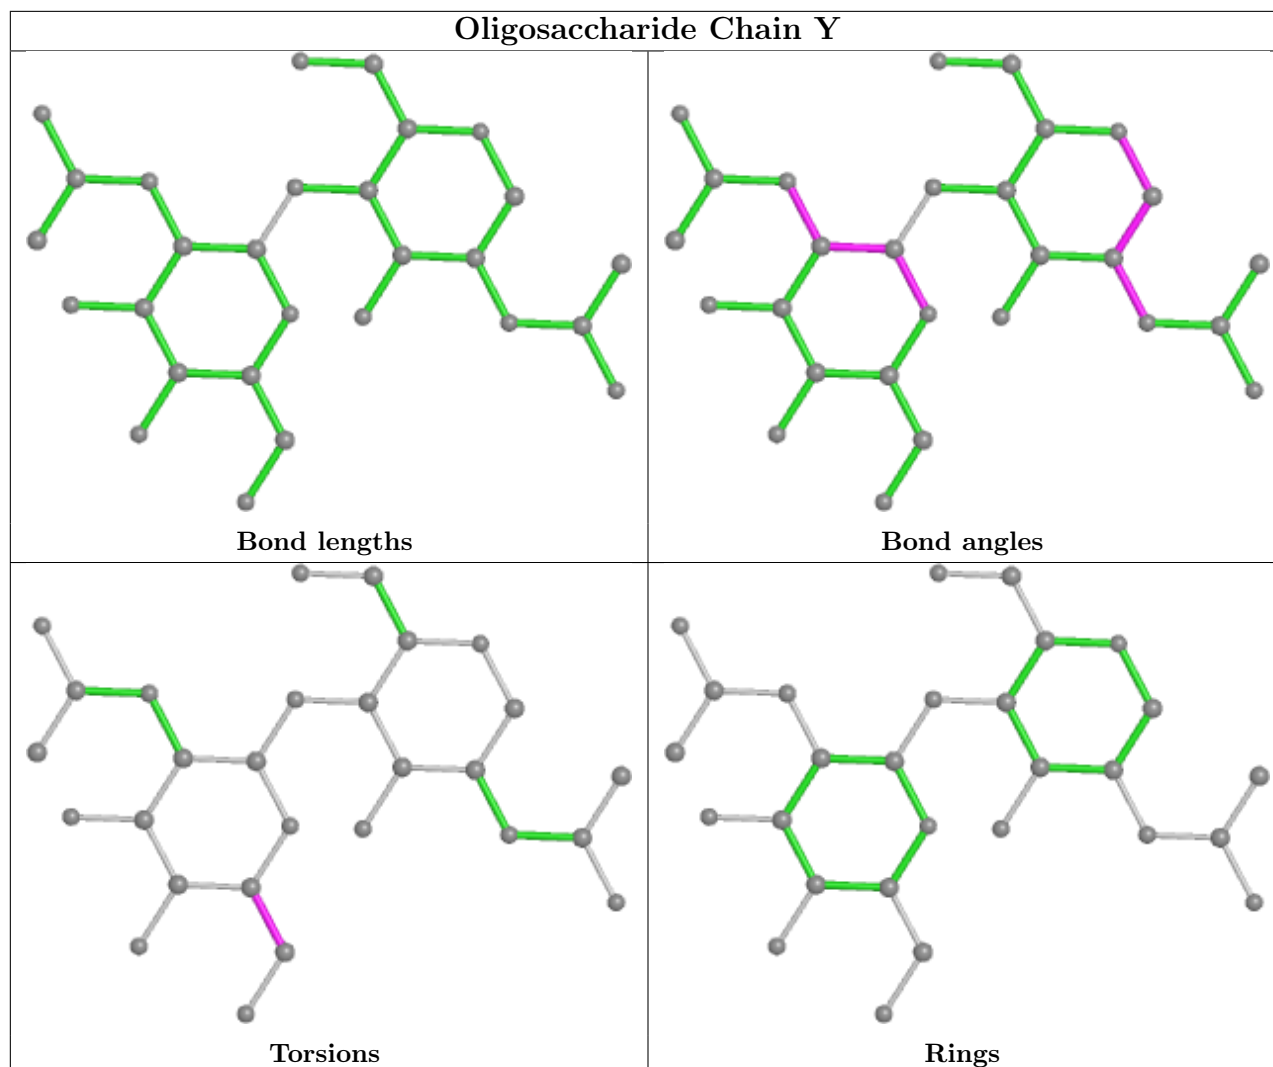 Oligosaccharide Chain Y
Bond lengths
Bond angles
Torsions
Rings